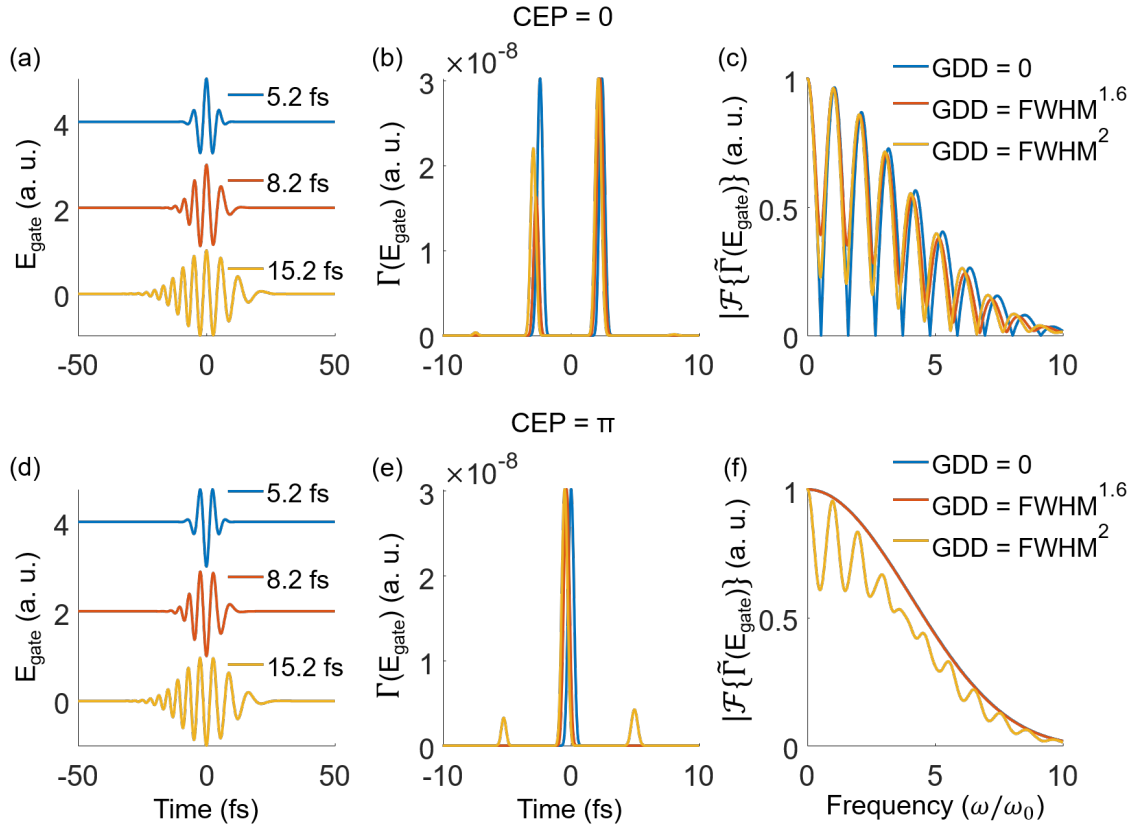 CEP = 0
(a)
E_gate (a. u.)
4
2
0
5.2 fs
8.2 fs
15.2 fs
-50
0
50
(b)
×10^-8
Γ(E_gate) (a. u.)
3
2
1
0
-10
0
10
(c)
|ℱ{Γ̃(E_gate)}| (a. u.)
1
0.5
0
GDD = 0
GDD = FWHM^1.6
GDD = FWHM^2
0
5
10
CEP = π
(d)
E_gate (a. u.)
4
2
0
5.2 fs
8.2 fs
15.2 fs
-50
0
50
Time (fs)
(e)
×10^-8
Γ(E_gate) (a. u.)
3
2
1
0
-10
0
10
Time (fs)
(f)
|ℱ{Γ̃(E_gate)}| (a. u.)
1
0.5
0
GDD = 0
GDD = FWHM^1.6
GDD = FWHM^2
0
5
10
Frequency (ω/ω₀)